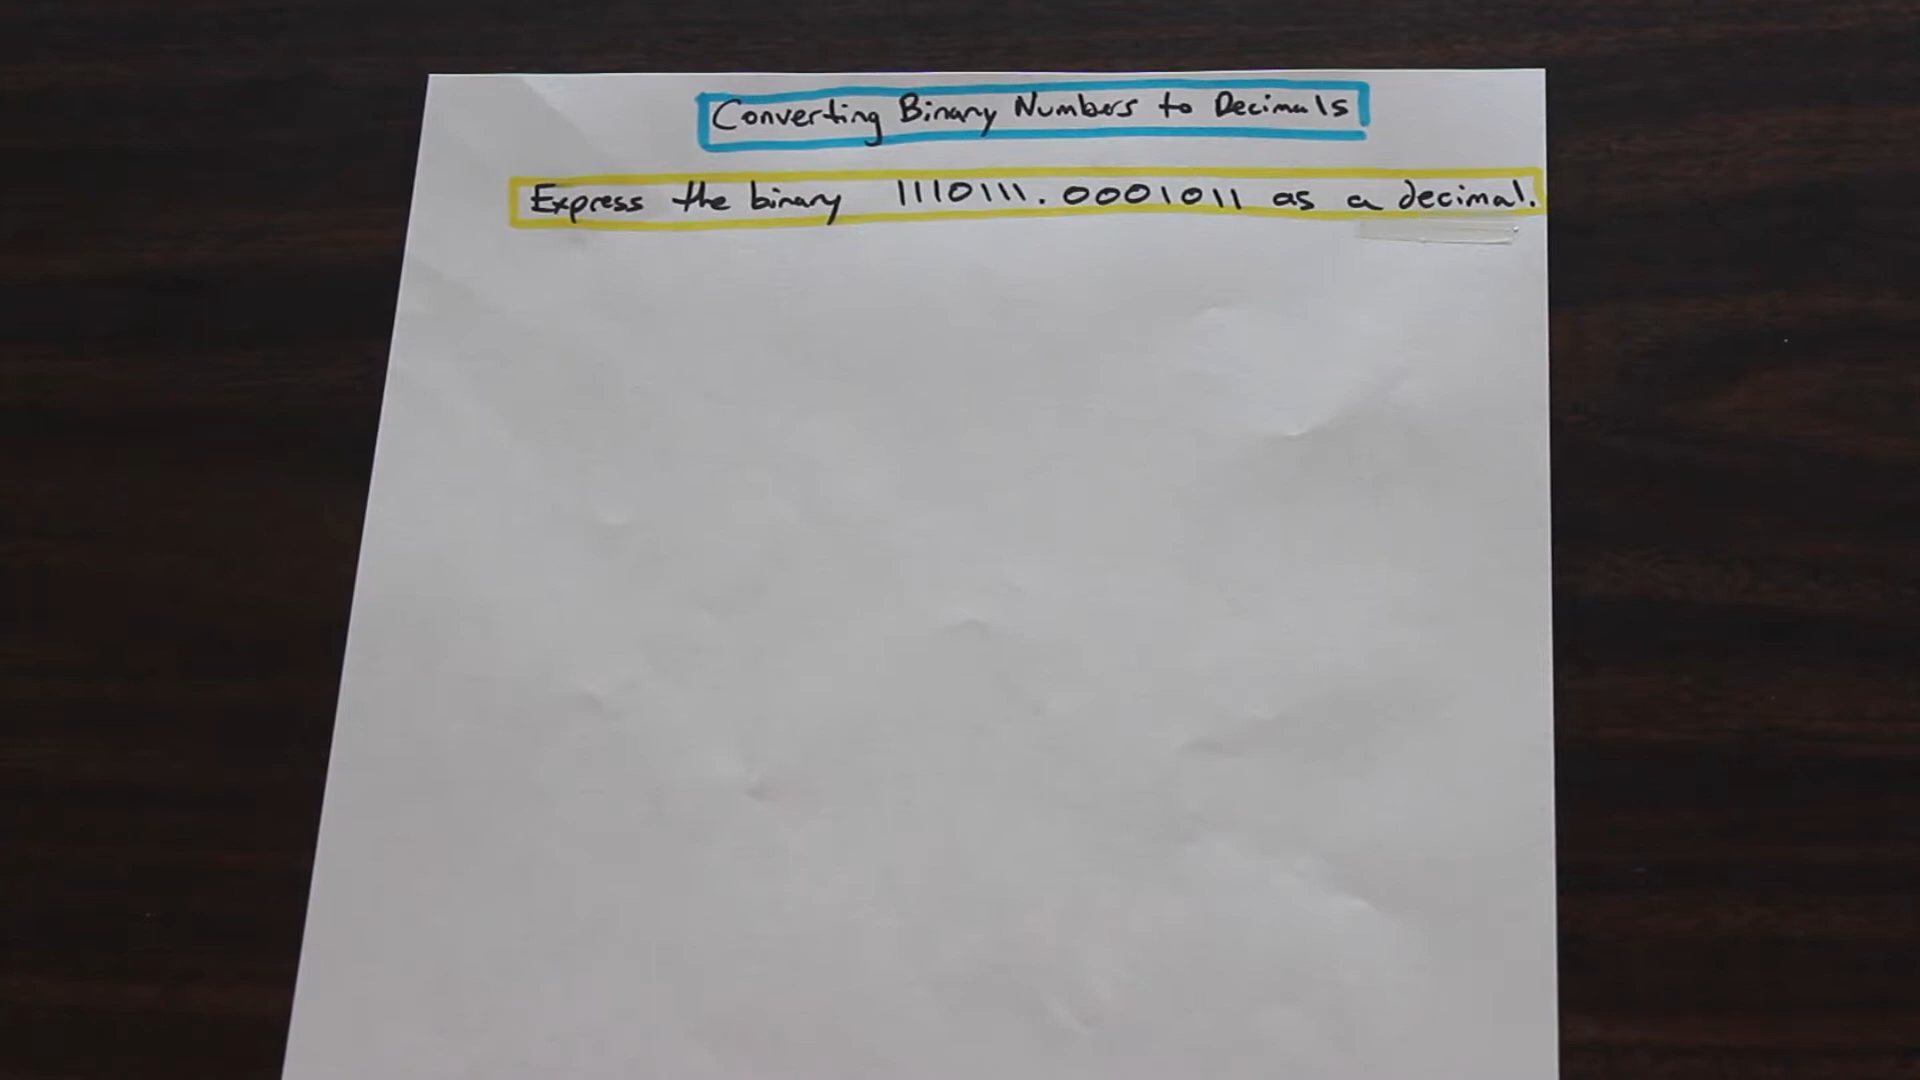 Converting Binary Numbers to Decimals
Express the binary 1110111.0001011 as a decimal.